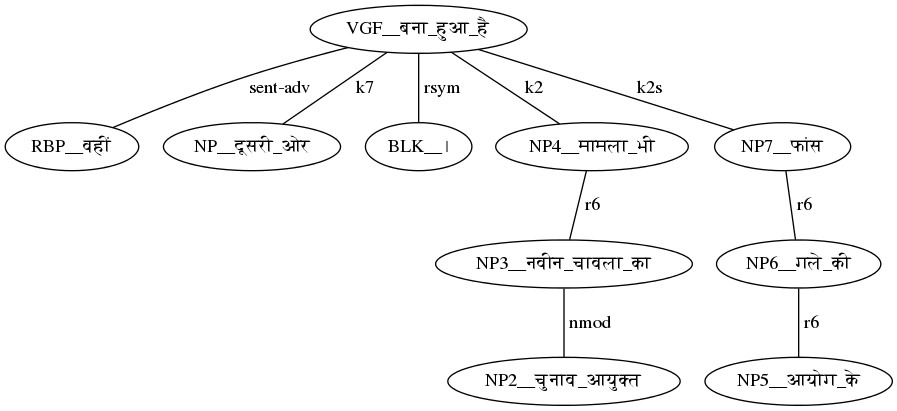 VGF__बना_हुआ_है
sent-adv k7 rsym k2 k2s
RBP__वहीं NP__दूसरी_ओर BLK__। NP4__मामला_भी NP7__फांस
r6 r6
NP3__नवीन_चावला_का NP6__गले_की
nmod r6
NP2__चुनाव_आयुक्त NP5__आयोग_के